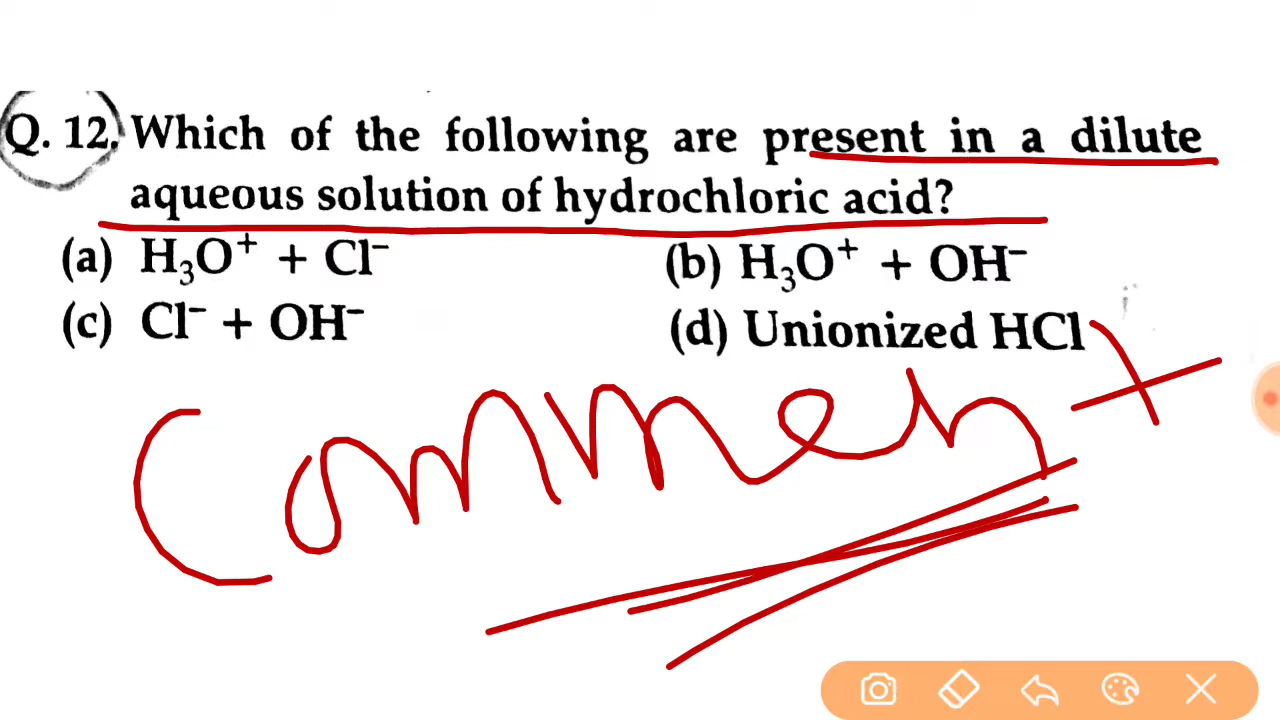 Q. 12. Which of the following are present in a dilute
aqueous solution of hydrochloric acid?
(a) H₃O⁺ + Cl⁻ (b) H₃O⁺ + OH⁻
(c) Cl⁻ + OH⁻ (d) Unionized HCl
Comment